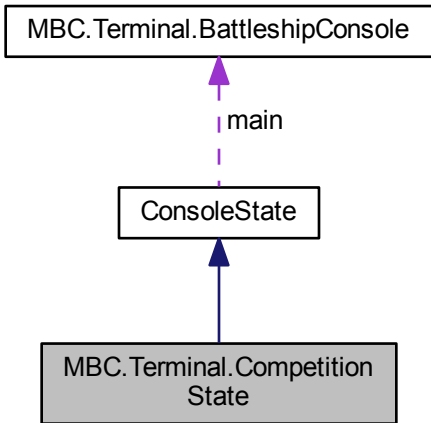 MBC.Terminal.BattleshipConsole
main
ConsoleState
MBC.Terminal.Competition
State